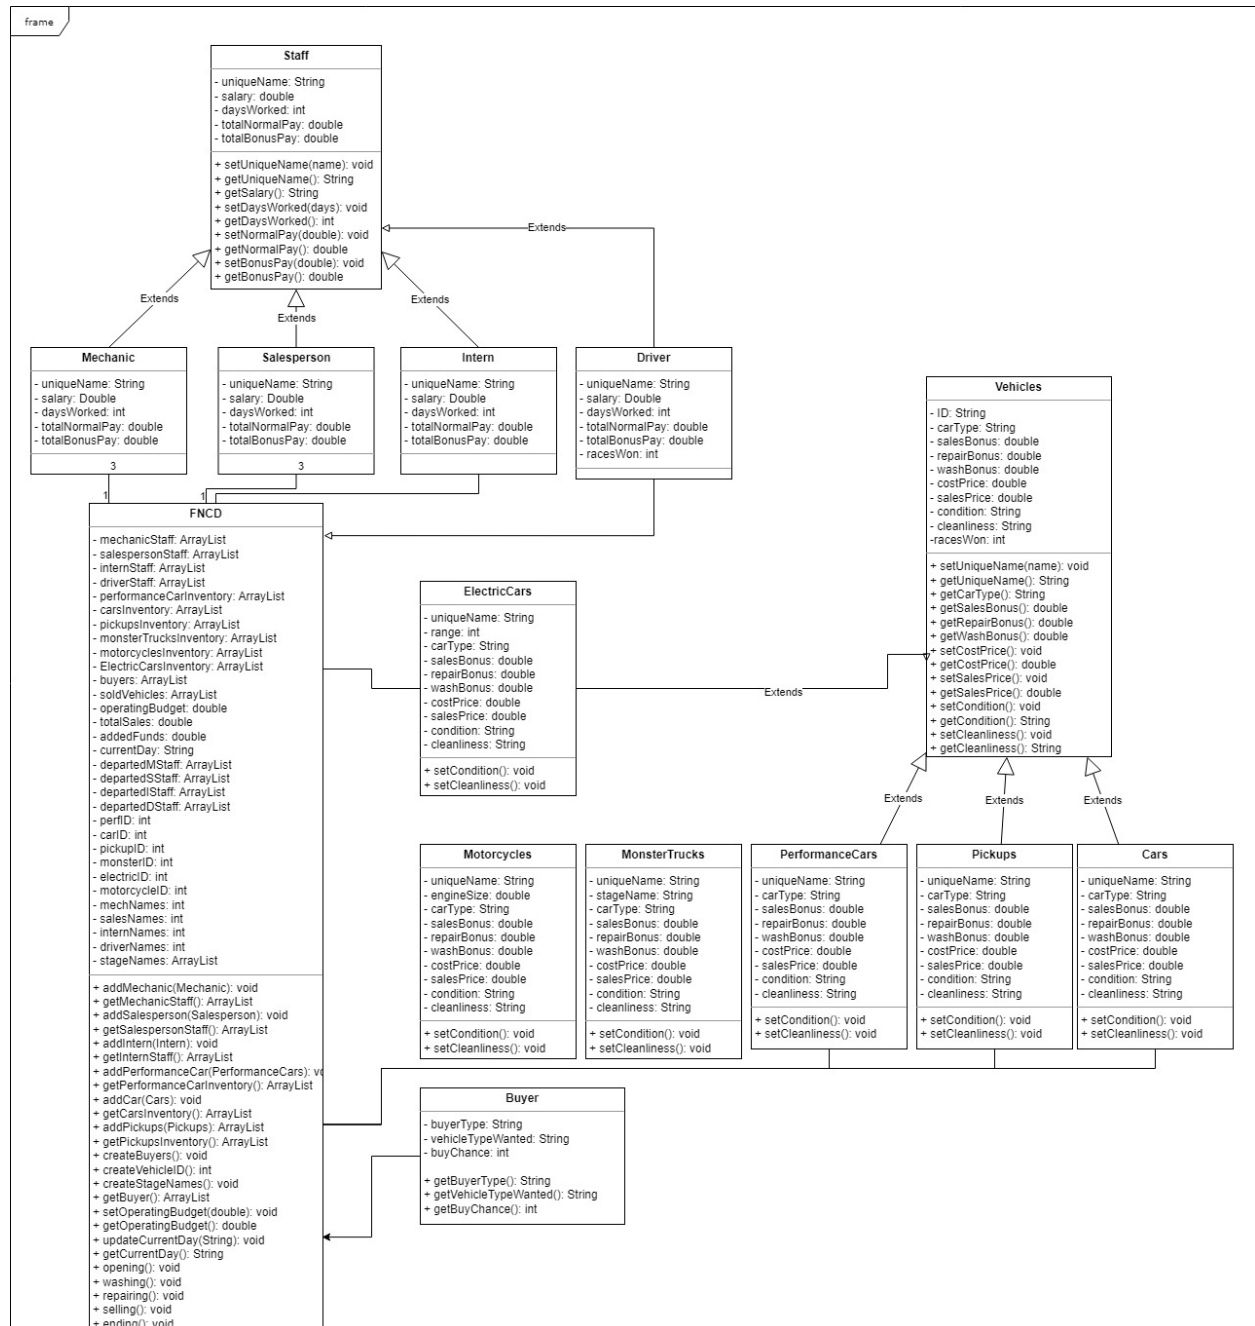 frame
Staff
- uniqueName: String
- salary: double
- daysWorked: int
- totalNormalPay: double
- totalBonusPay: double
+ setUniqueName(name): void
+ getUniqueName(): String
+ getSalary(): String
+ setDaysWorked(days): void
+ getDaysWorked(): int
+ setNormalPay(double): void
+ getNormalPay(): double
+ setBonusPay(double): void
+ getBonusPay(): double
Extends
Extends
Extends
Extends
Mechanic
- uniqueName: String
- salary: Double
- daysWorked: int
- totalNormalPay: double
- totalBonusPay: double
3
1
Salesperson
- uniqueName: String
- salary: Double
- daysWorked: int
- totalNormalPay: double
- totalBonusPay: double
3
1
Intern
- uniqueName: String
- salary: Double
- daysWorked: int
- totalNormalPay: double
- totalBonusPay: double
Driver
- uniqueName: String
- salary: Double
- daysWorked: int
- totalNormalPay: double
- totalBonusPay: double
- racesWon: int
Vehicles
- ID: String
- carType: String
- salesBonus: double
- repairBonus: double
- washBonus: double
- costPrice: double
- salesPrice: double
- condition: String
- cleanliness: String
-racesWon: int
+ setUniqueName(name): void
+ getUniqueName(): String
+ getCarType(): String
+ getSalesBonus(): double
+ getRepairBonus(): double
+ getWashBonus(): double
+ setCostPrice(): void
+ getCostPrice(): double
+ setSalesPrice(): void
+ getSalesPrice(): double
+ setCondition(): void
+ getCondition(): String
+ setCleanliness(): void
+ getCleanliness(): String
FNCD
- mechanicStaff: ArrayList
- salespersonStaff: ArrayList
- internStaff: ArrayList
- driverStaff: ArrayList
- performanceCarInventory: ArrayList
- carsInventory: ArrayList
- pickupsInventory: ArrayList
- monsterTrucksInventory: ArrayList
- motorcyclesInventory: ArrayList
- ElectricCarsInventory: ArrayList
- buyers: ArrayList
- soldVehicles: ArrayList
- operatingBudget: double
- totalSales: double
- addedFunds: double
- currentDay: String
- departedMStaff: ArrayList
- departedSStaff: ArrayList
- departedIStaff: ArrayList
- departedDStaff: ArrayList
- perfID: int
- carID: int
- pickupID: int
- monsterID: int
- electricID: int
- motorcycleID: int
- mechNames: int
- salesNames: int
- internNames: int
- driverNames: int
- stageNames: ArrayList
+ addMechanic(Mechanic): void
+ getMechanicStaff(): ArrayList
+ addSalesperson(Salesperson): void
+ getSalespersonStaff(): ArrayList
+ addIntern(Intern): void
+ getInternStaff(): ArrayList
+ addPerformanceCar(PerformanceCars): vo
+ getPerformanceCarInventory(): ArrayList
+ addCar(Cars): void
+ getCarsInventory(): ArrayList
+ addPickups(Pickups): ArrayList
+ getPickupsInventory(): ArrayList
+ createBuyers(): void
+ createVehicleID(): int
+ createStageNames(): void
+ getBuyer(): ArrayList
+ setOperatingBudget(double): void
+ getOperatingBudget(): double
+ updateCurrentDay(String): void
+ getCurrentDay(): String
+ opening(): void
+ washing(): void
+ repairing(): void
+ selling(): void
+ ending(): void
ElectricCars
- uniqueName: String
- range: int
- carType: String
- salesBonus: double
- repairBonus: double
- washBonus: double
- costPrice: double
- salesPrice: double
- condition: String
- cleanliness: String
+ setCondition(): void
+ setCleanliness(): void
Extends
Extends
Extends
Extends
Motorcycles
- uniqueName: String
- engineSize: double
- carType: String
- salesBonus: double
- repairBonus: double
- washBonus: double
- costPrice: double
- salesPrice: double
- condition: String
- cleanliness: String
+ setCondition(): void
+ setCleanliness(): void
MonsterTrucks
- uniqueName: String
- stageName: String
- carType: String
- salesBonus: double
- repairBonus: double
- washBonus: double
- costPrice: double
- salesPrice: double
- condition: String
- cleanliness: String
+ setCondition(): void
+ setCleanliness(): void
PerformanceCars
- uniqueName: String
- carType: String
- salesBonus: double
- repairBonus: double
- washBonus: double
- costPrice: double
- salesPrice: double
- condition: String
- cleanliness: String
+ setCondition(): void
+ setCleanliness(): void
Pickups
- uniqueName: String
- carType: String
- salesBonus: double
- repairBonus: double
- washBonus: double
- costPrice: double
- salesPrice: double
- condition: String
- cleanliness: String
+ setCondition(): void
+ setCleanliness(): void
Cars
- uniqueName: String
- carType: String
- salesBonus: double
- repairBonus: double
- washBonus: double
- costPrice: double
- salesPrice: double
- condition: String
- cleanliness: String
+ setCondition(): void
+ setCleanliness(): void
Buyer
- buyerType: String
- vehicleTypeWanted: String
- buyChance: int
+ getBuyerType(): String
+ getVehicleTypeWanted(): String
+ getBuyChance(): int